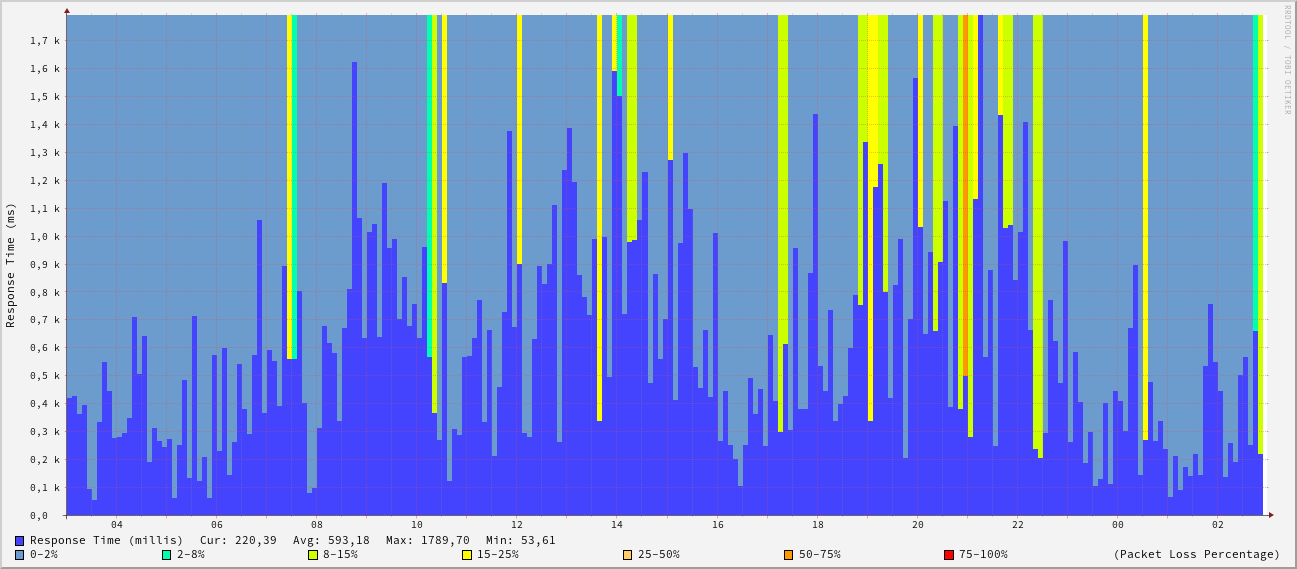 RRDTOOL / TOBI OETIKER
Response Time (ms)
1,7 k
1,6 k
1,5 k
1,4 k
1,3 k
1,2 k
1,1 k
1,0 k
0,9 k
0,8 k
0,7 k
0,6 k
0,5 k
0,4 k
0,3 k
0,2 k
0,1 k
0,0
04 06 08 10 12 14 16 18 20 22 00 02
Response Time (millis) Cur: 220,39 Avg: 593,18 Max: 1789,70 Min: 53,61
0-2% 2-8% 8-15% 15-25% 25-50% 50-75% 75-100% (Packet Loss Percentage)